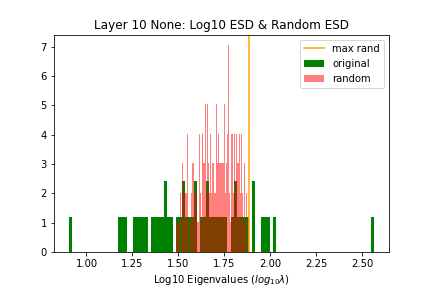 Layer 10 None: Log10 ESD & Random ESD
max rand
original
random
7
6
5
4
3
2
1
0
1.00 1.25 1.50 1.75 2.00 2.25 2.50
Log10 Eigenvalues (log₁₀λ)